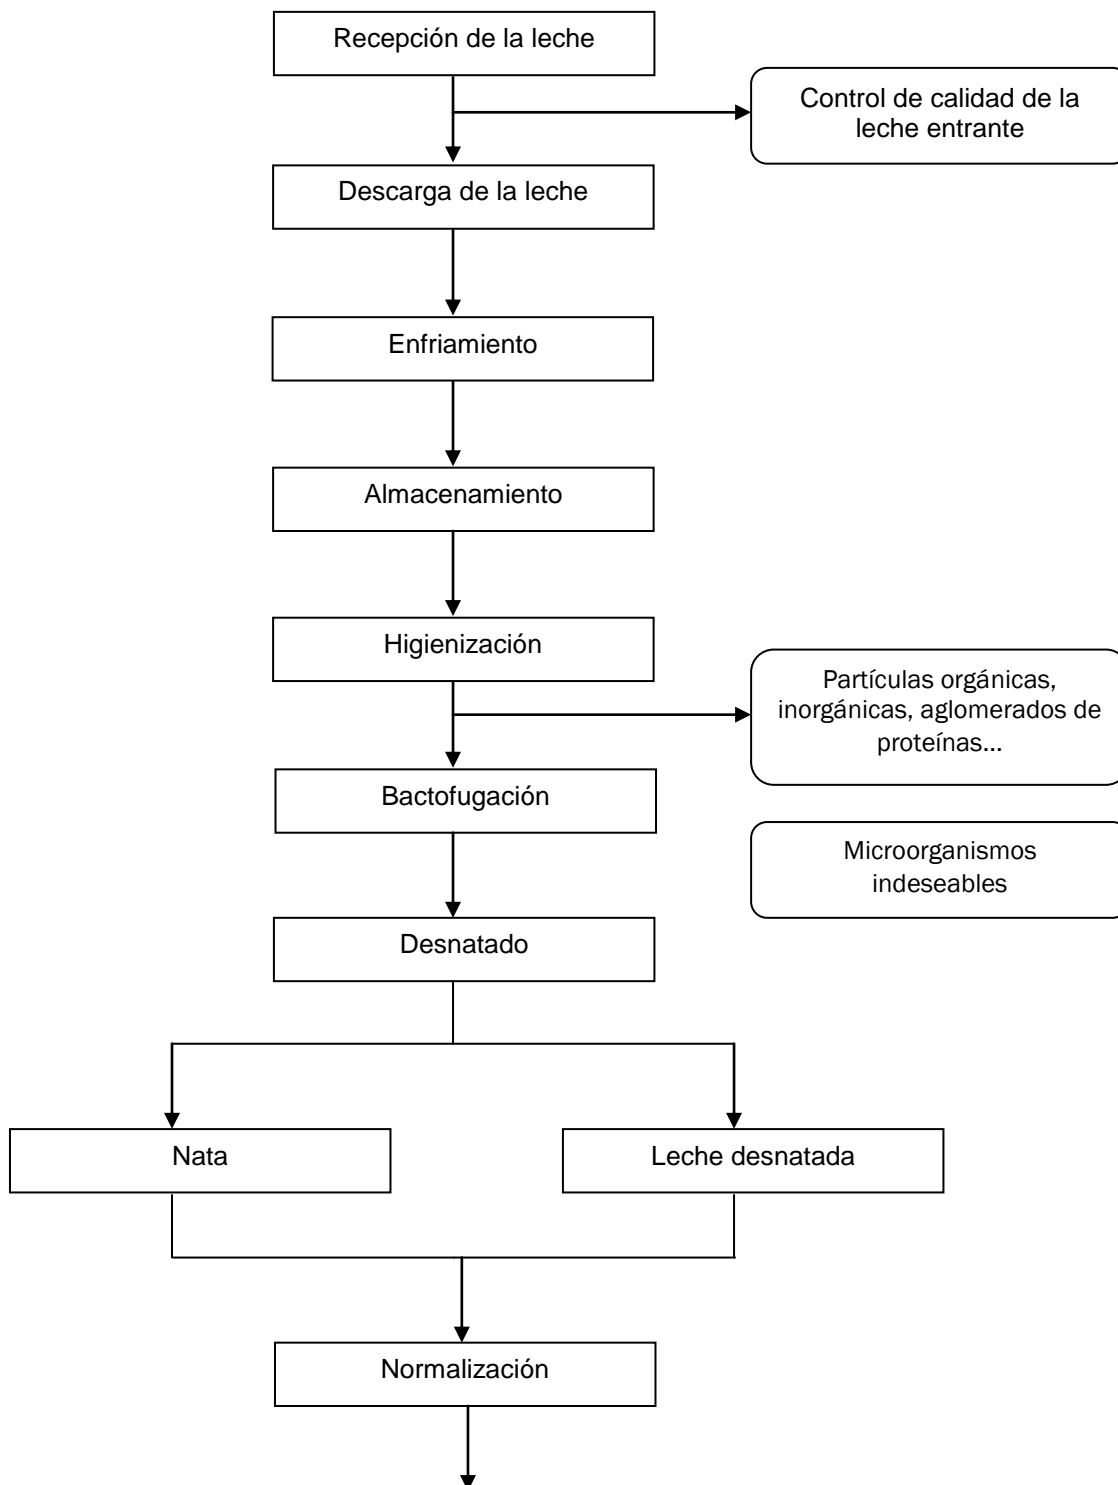 Recepción de la leche
Control de calidad de la
leche entrante
Descarga de la leche
Enfriamiento
Almacenamiento
Higienización
Partículas orgánicas,
inorgánicas, aglomerados de
proteínas...
Bactofugación
Microorganismos
indeseables
Desnatado
Nata
Leche desnatada
Normalización